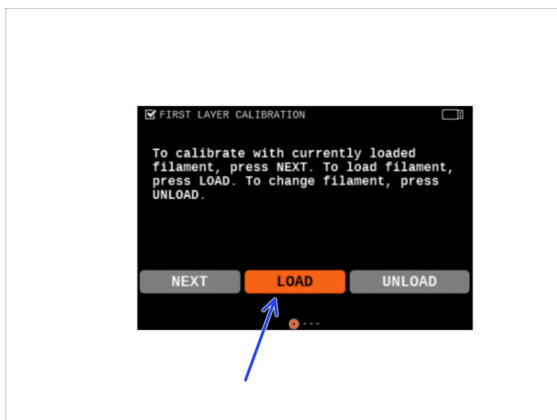 FIRST LAYER CALIBRATION
To calibrate with currently loaded
filament, press NEXT. To load filament,
press LOAD. To change filament, press
UNLOAD.
NEXT LOAD UNLOAD
---